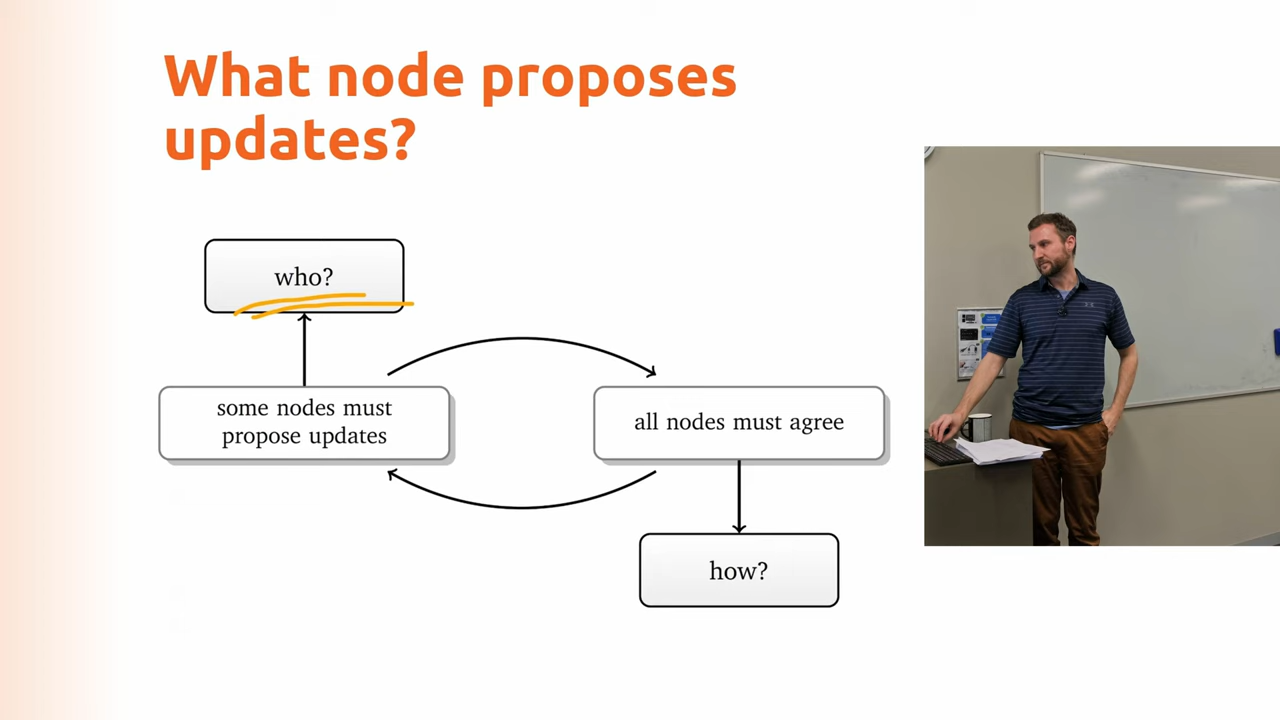 What node proposes
updates?
who?
some nodes must
propose updates
all nodes must agree
how?